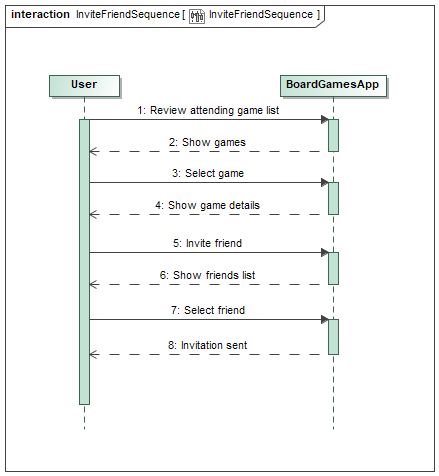 interaction InviteFriendSequence [ InviteFriendSequence ]
User
BoardGamesApp
1: Review attending game list
2: Show games
3: Select game
4: Show game details
5: Invite friend
6: Show friends list
7: Select friend
8: Invitation sent